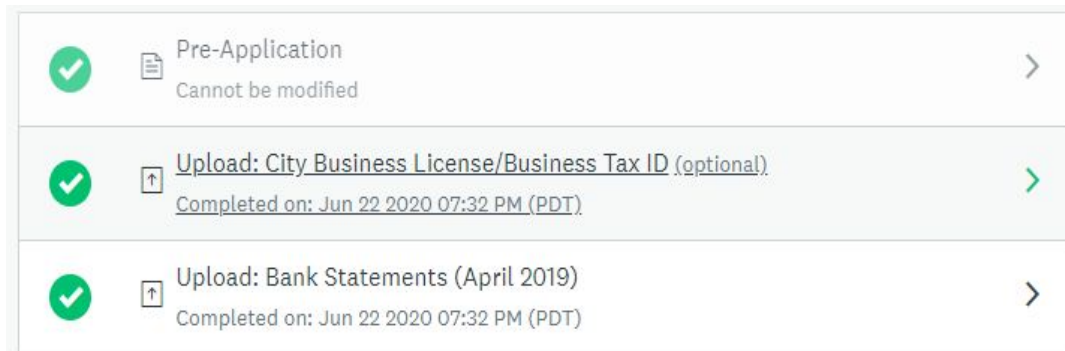 Pre-Application
Cannot be modified
Upload: City Business License/Business Tax ID (optional)
Completed on: Jun 22 2020 07:32 PM (PDT)
Upload: Bank Statements (April 2019)
Completed on: Jun 22 2020 07:32 PM (PDT)